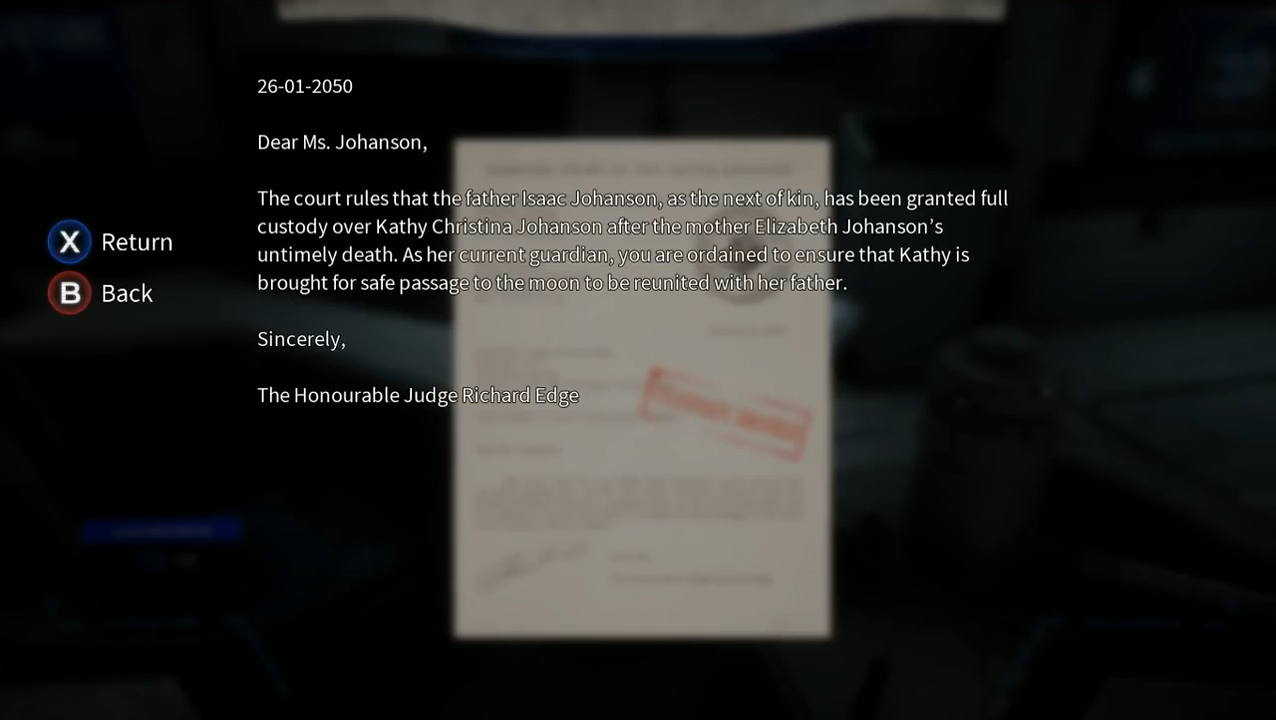 26-01-2050
Dear Ms. Johanson,
The court rules that the father Isaac Johanson, as the next of kin, has been granted full
custody over Kathy Christina Johanson after the mother Elizabeth Johanson’s
untimely death. As her current guardian, you are ordained to ensure that Kathy is
brought for safe passage to the moon to be reunited with her father.
Sincerely,
The Honourable Judge Richard Edge
X Return
B Back